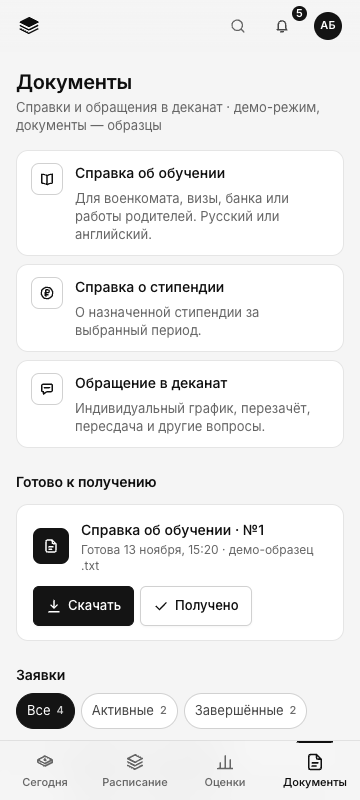 5
АБ
Документы
Справки и обращения в деканат · демо-режим,
документы — образцы
Справка об обучении
Для военкомата, визы, банка или
работы родителей. Русский или
английский.
Справка о стипендии
О назначенной стипендии за
выбранный период.
Обращение в деканат
Индивидуальный график, перезачёт,
пересдача и другие вопросы.
Готово к получению
Справка об обучении · №1
Готова 13 ноября, 15:20 · демо-образец
.txt
Скачать Получено
Заявки
Все 4 Активные 2 Завершённые 2
Сегодня Расписание Оценки Документы